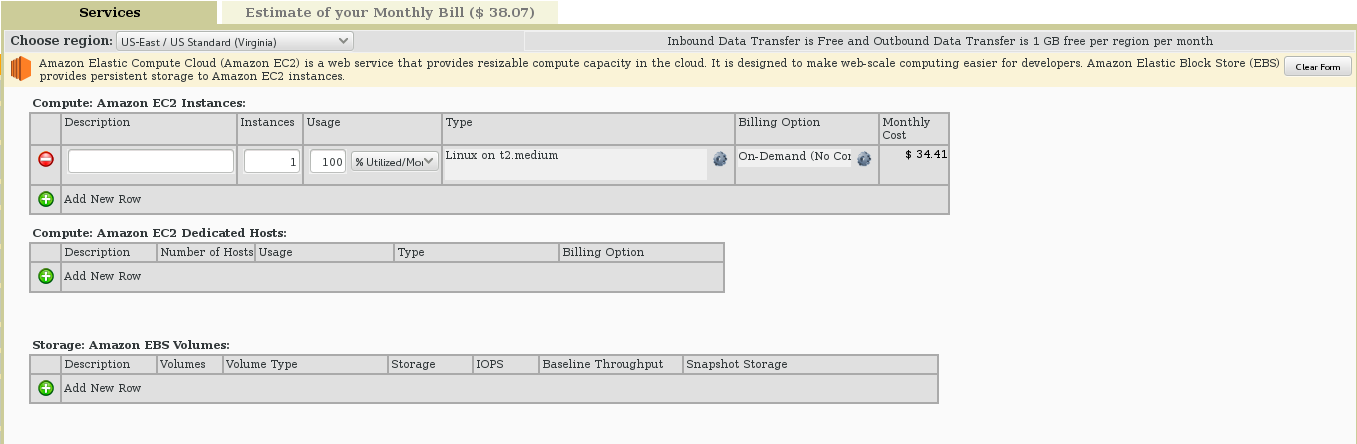 Services
Estimate of your Monthly Bill ($ 38.07)
Choose region: US-East / US Standard (Virginia)
Inbound Data Transfer is Free and Outbound Data Transfer is 1 GB free per region per month
Amazon Elastic Compute Cloud (Amazon EC2) is a web service that provides resizable compute capacity in the cloud. It is designed to make web-scale computing easier for developers. Amazon Elastic Block Store (EBS)
provides persistent storage to Amazon EC2 instances.
Clear Form
Compute: Amazon EC2 Instances:
Description Instances Usage Type Billing Option Monthly
Cost
1 100 % Utilized/Mo Linux on t2.medium On-Demand (No Cor $ 34.41
Add New Row
Compute: Amazon EC2 Dedicated Hosts:
Description Number of Hosts Usage Type Billing Option
Add New Row
Storage: Amazon EBS Volumes:
Description Volumes Volume Type Storage IOPS Baseline Throughput Snapshot Storage
Add New Row